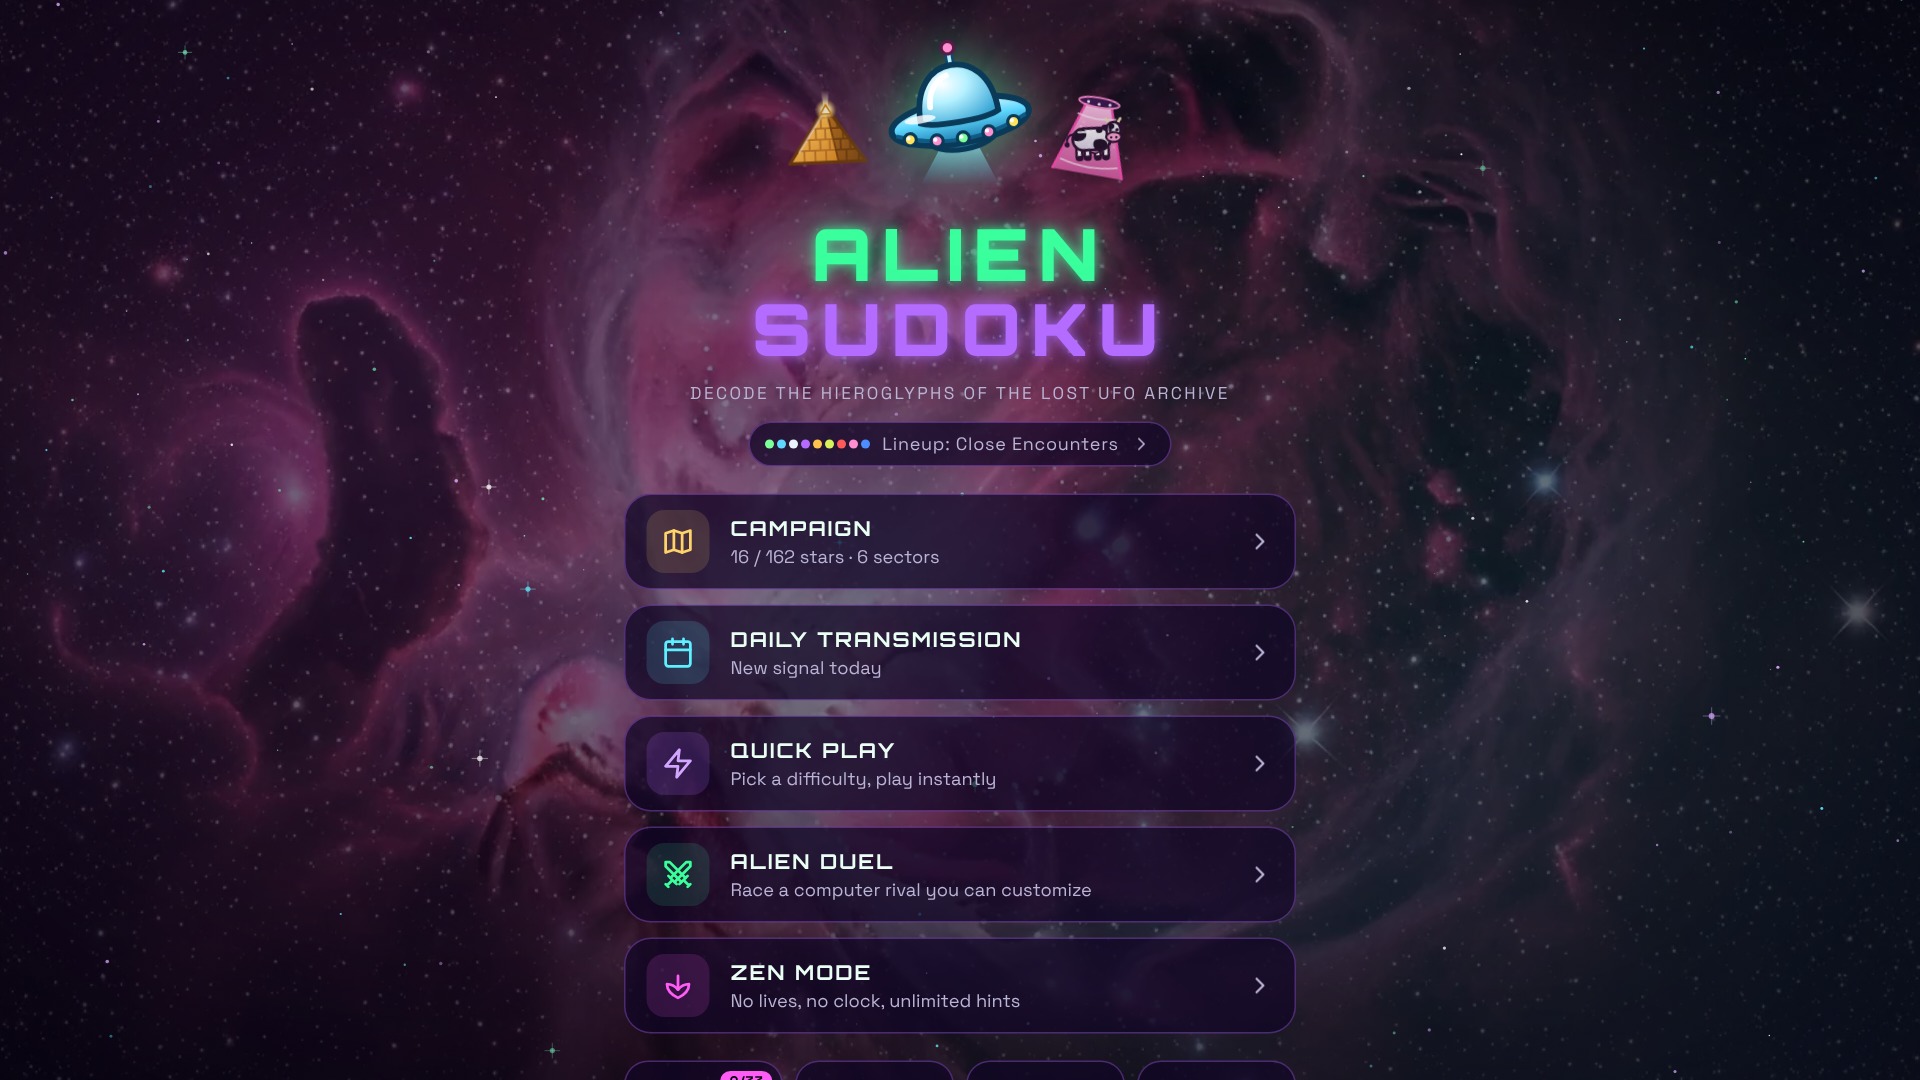 ALIEN
SUDOKU
DECODE THE HIEROGLYPHS OF THE LOST UFO ARCHIVE
Lineup: Close Encounters
CAMPAIGN
16 / 162 stars · 6 sectors
DAILY TRANSMISSION
New signal today
QUICK PLAY
Pick a difficulty, play instantly
ALIEN DUEL
Race a computer rival you can customize
ZEN MODE
No lives, no clock, unlimited hints